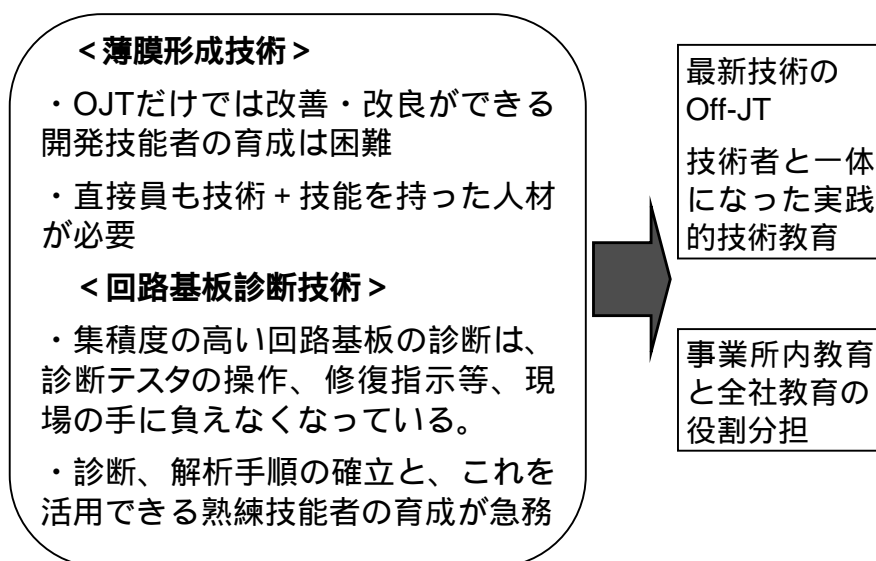 ＜薄膜形成技術＞
・OJTだけでは改善・改良ができる
開発技能者の育成は困難
・直接員も技術＋技能を持った人材
が必要
＜回路基板診断技術＞
・集積度の高い回路基板の診断は、
診断テスタの操作、修復指示等、現
場の手に負えなくなっている。
・診断、解析手順の確立と、これを
活用できる熟練技能者の育成が急務
最新技術の
Off-JT
技術者と一体
になった実践
的技術教育
事業所内教育
と全社教育の
役割分担